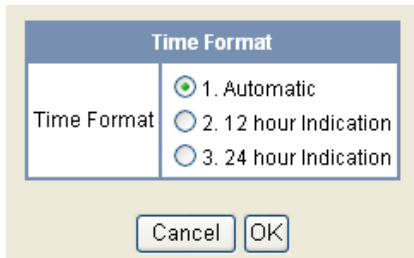 Time Format
Time Format
1. Automatic
2. 12 hour Indication
3. 24 hour Indication
Cancel OK